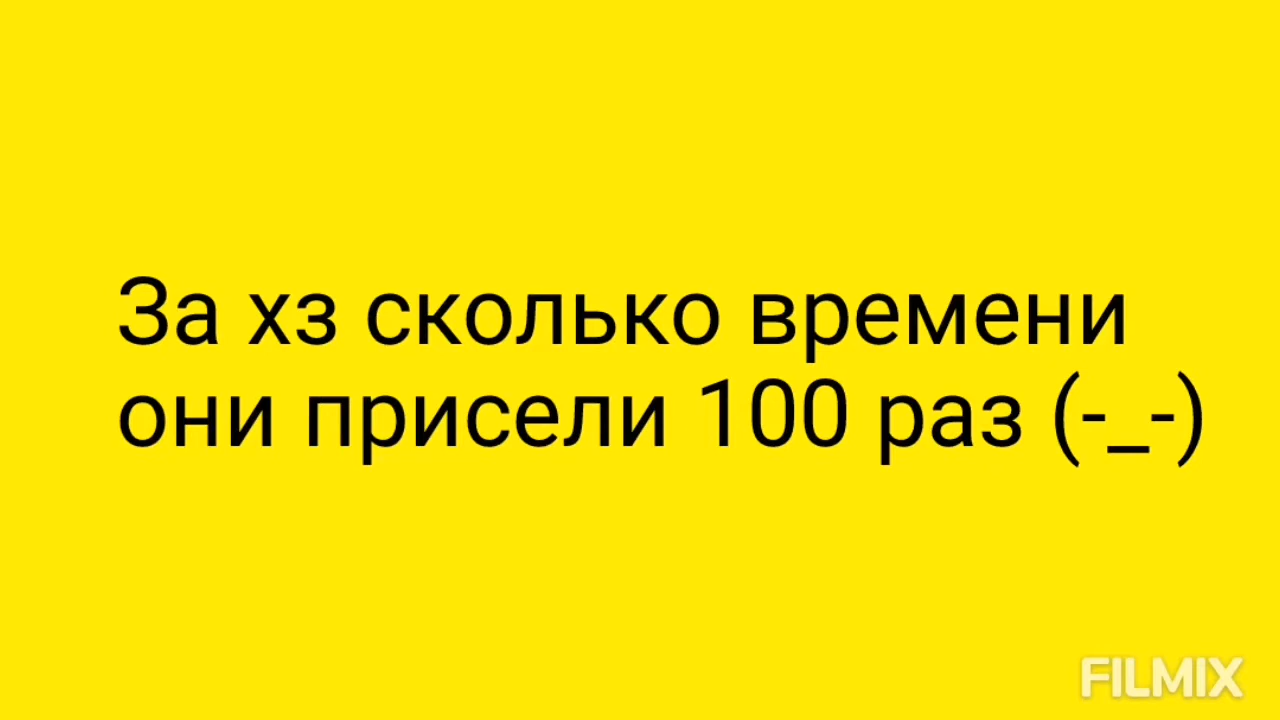 За хз сколько времени
они присели 100 раз (-_-)
FILMIX